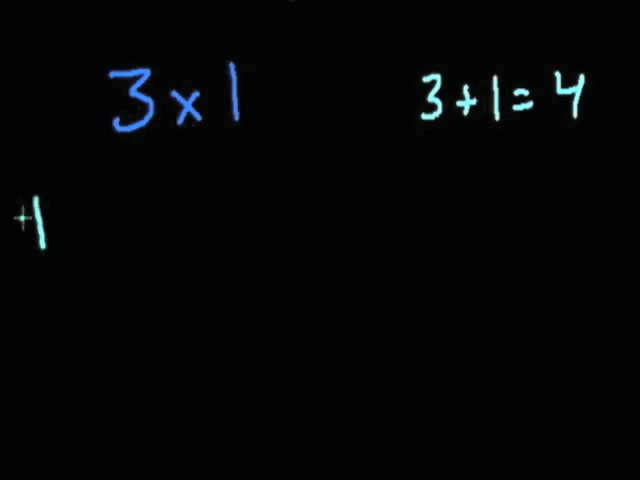 3 x 1
3 + 1 = 4
1